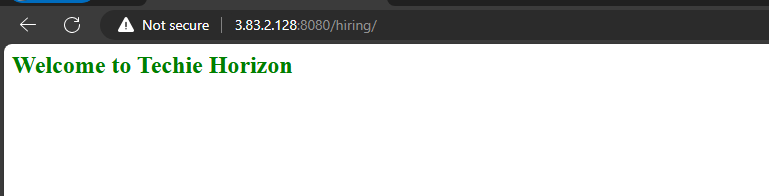 Not secure 3.83.2.128:8080/hiring/
Welcome to Techie Horizon